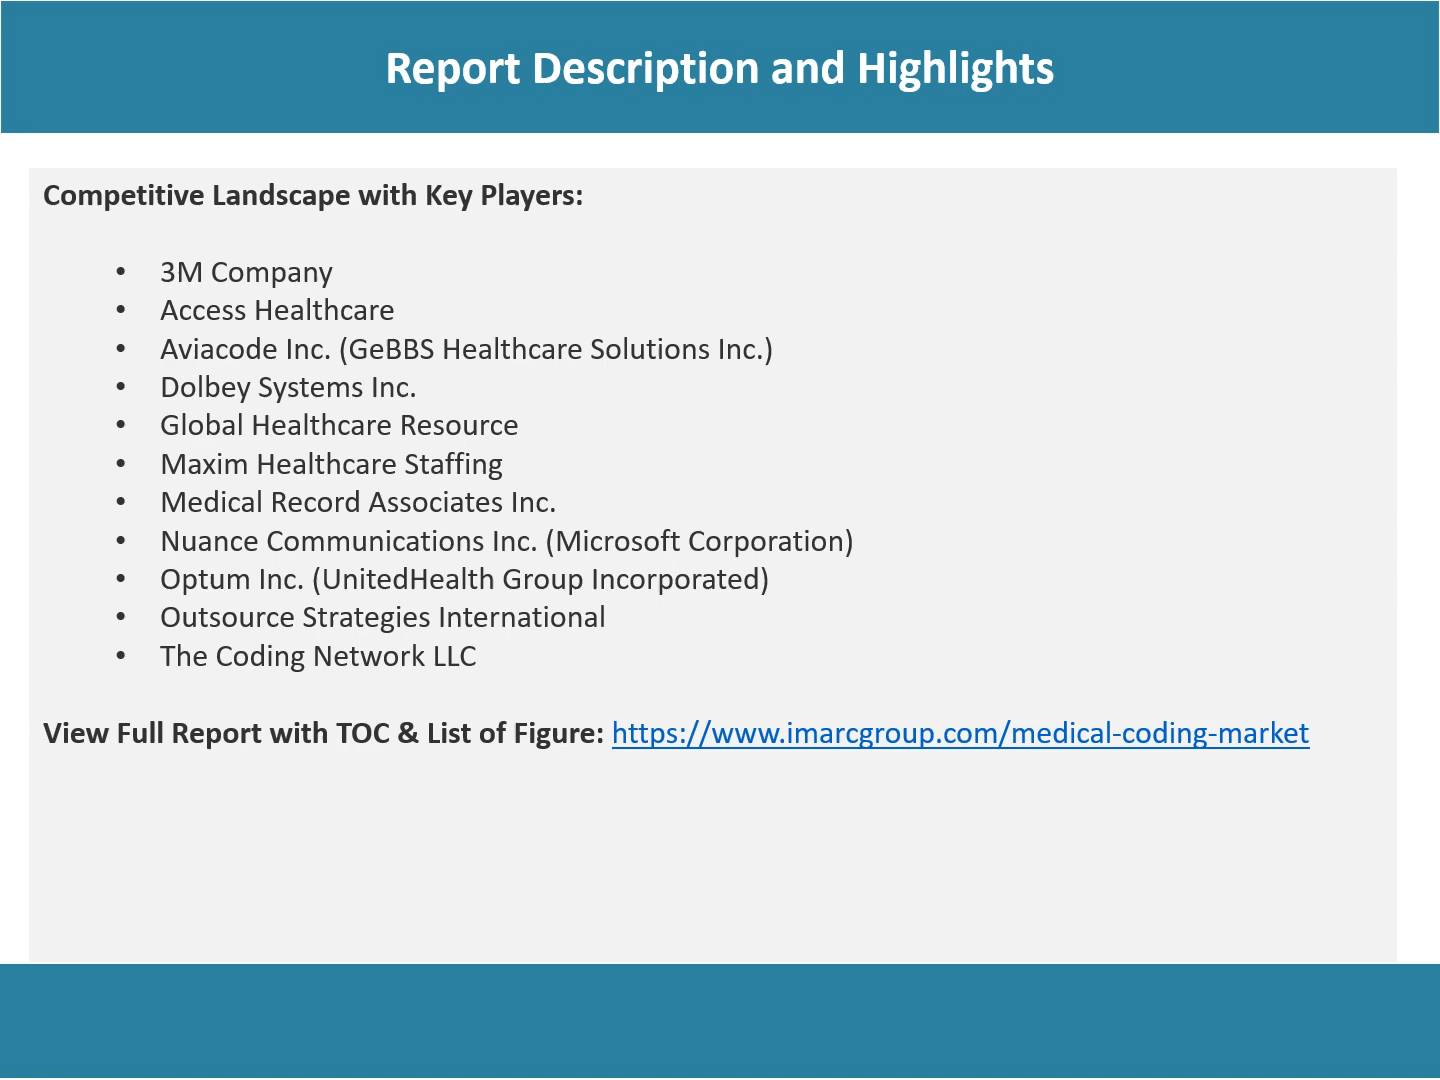 Report Description and Highlights
Competitive Landscape with Key Players:
• 3M Company
• Access Healthcare
• Aviacode Inc. (GeBBS Healthcare Solutions Inc.)
• Dolbey Systems Inc.
• Global Healthcare Resource
• Maxim Healthcare Staffing
• Medical Record Associates Inc.
• Nuance Communications Inc. (Microsoft Corporation)
• Optum Inc. (UnitedHealth Group Incorporated)
• Outsource Strategies International
• The Coding Network LLC
View Full Report with TOC & List of Figure: https://www.imarcgroup.com/medical-coding-market